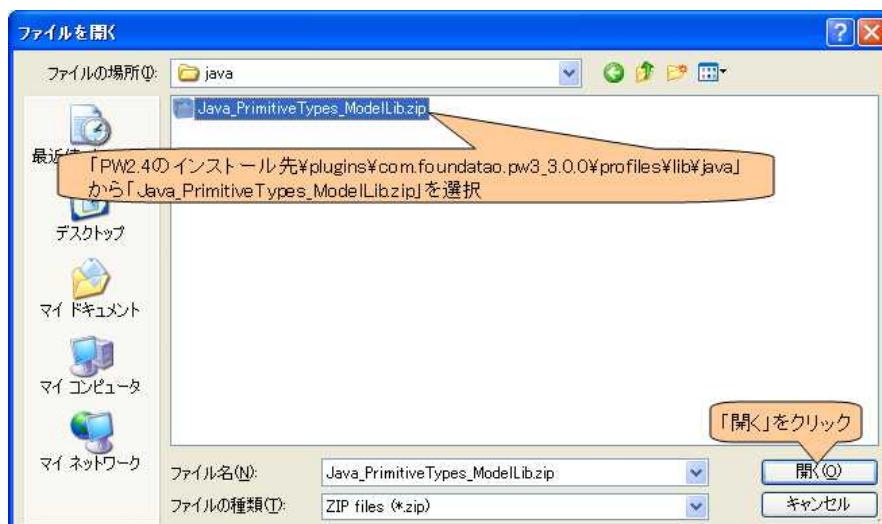 ファイルを開く
ファイルの場所(I):
java
Java_PrimitiveTypes_ModelLib.zip
「PW2.4のインストール先¥plugins¥com.foundatao.pw3_3.0.0¥profiles¥lib¥java」
から「Java_PrimitiveTypes_ModelLib.zip」を選択
デスクトップ
マイ ドキュメント
マイ コンピュータ
マイ ネットワーク
「開く」をクリック
ファイル名(N):
Java_PrimitiveTypes_ModelLib.zip
開く(O)
ファイルの種類(T):
ZIP files (*.zip)
キャンセル